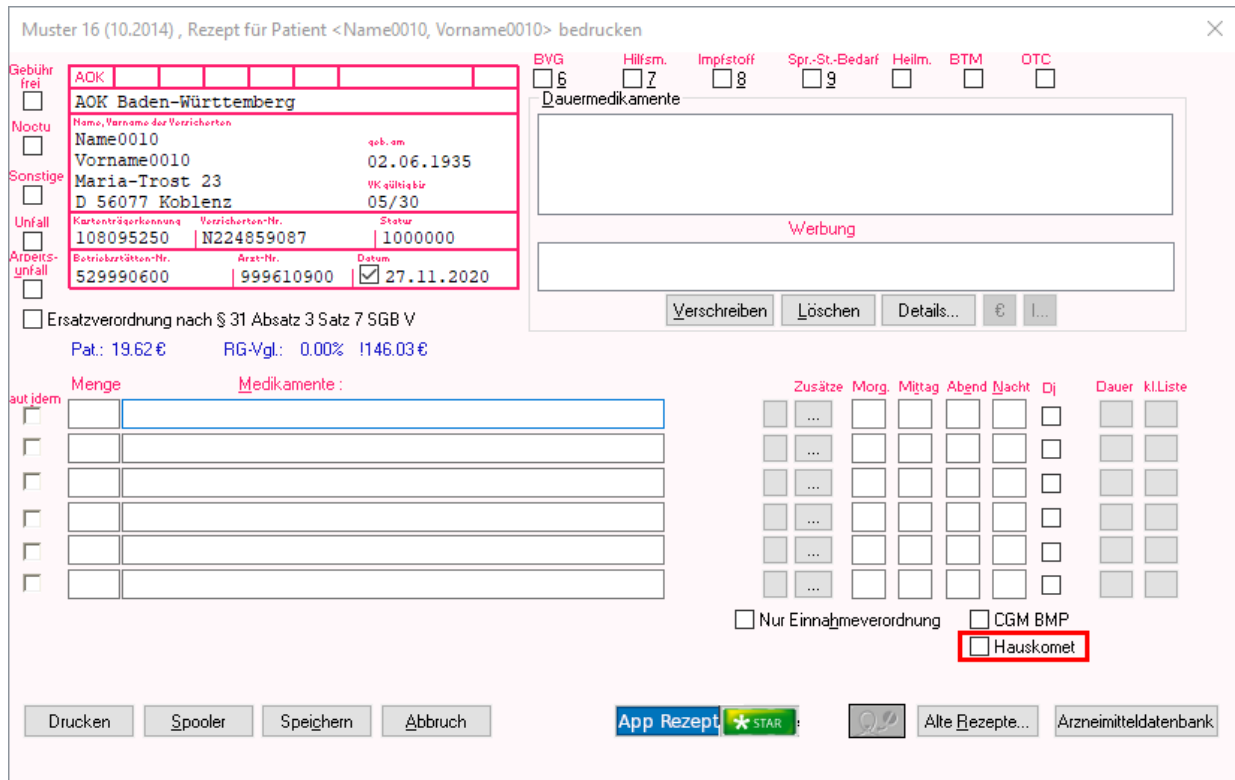 Muster 16 (10.2014) , Rezept für Patient <Name0010, Vorname0010> bedrucken
Gebühr frei
Noctu
Sonstige
Unfall
Arbeits-unfall
AOK
AOK Baden-Württemberg
Name, Vorname des Versicherten
Name0010
geb. am
Vorname0010 02.06.1935
Maria-Trost 23
VK gültig bis
D 56077 Koblenz 05/30
Kostenträgerkennung Versicherten-Nr. Status
108095250 N224859087 1000000
Betriebsstätten-Nr. Arzt-Nr. Datum
529990600 999610900 27.11.2020
BVG Hilfsm. Impfstoff Spr.-St.-Bedarf Heilm. BTM OTC
6 7 8 9
Dauermedikamente
Werbung
Verschreiben Löschen Details... € I...
Ersatzverordnung nach § 31 Absatz 3 Satz 7 SGB V
Pat.: 19.62 € RG-Vgl.: 0.00% !146.03 €
aut idem Menge Medikamente : Zusätze Morg. Mittag Abend Nacht Dj Dauer kl.Liste
...
...
...
...
...
...
Nur Einnahmeverordnung CGM BMP
Hauskomet
Drucken Spooler Speichern Abbruch App Rezept STAR Alte Rezepte... Arzneimitteldatenbank